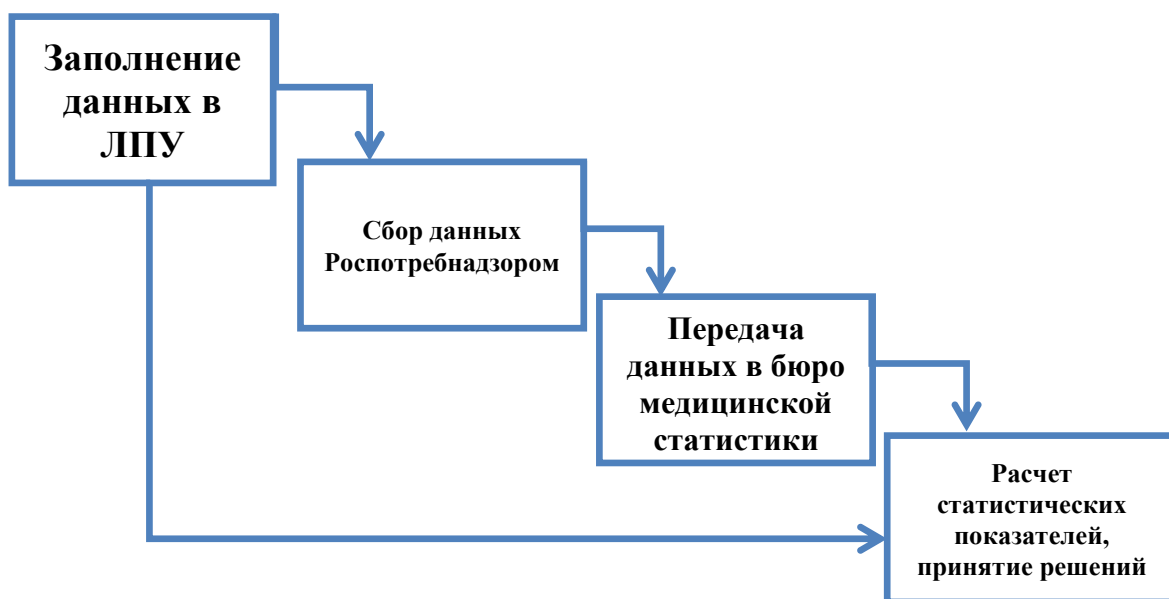 Заполнение
данных в
ЛПУ
Сбор данных
Роспотребнадзором
Передача
данных в бюро
медицинской
статистики
Расчет
статистических
показателей,
принятие решений